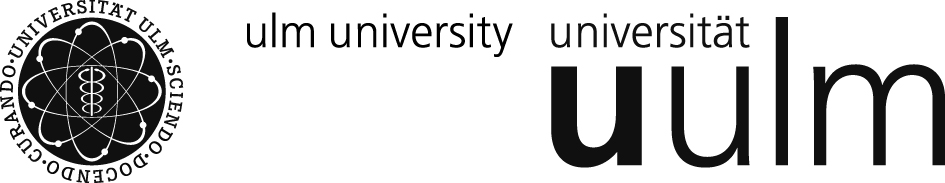 ·UNIVERSITÄT ULM·SCIENDO·DOCENDO·CURANDO
ulm university universität
uulm